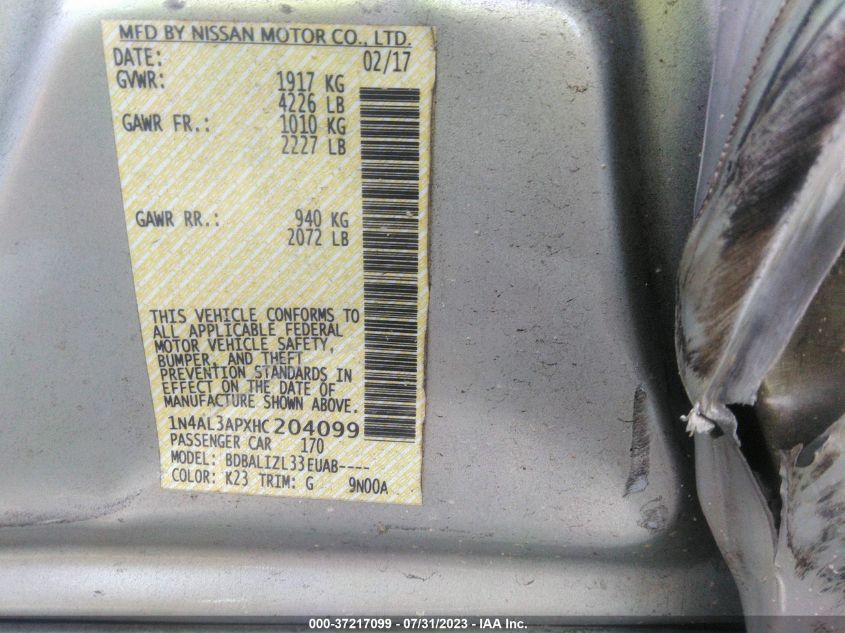 MFD BY NISSAN MOTOR CO., LTD.
DATE: 02/17
GVWR: 1917 KG
4226 LB
GAWR FR.: 1010 KG
2227 LB
GAWR RR.: 940 KG
2072 LB
THIS VEHICLE CONFORMS TO
ALL APPLICABLE FEDERAL
MOTOR VEHICLE SAFETY,
BUMPER, AND THEFT
PREVENTION STANDARDS IN
EFFECT ON THE DATE OF
MANUFACTURE SHOWN ABOVE.
1N4AL3APXHC204099
PASSENGER CAR 170
MODEL: BDBALIZL33EUAB----
COLOR: K23 TRIM: G 9N00A
000-37217099 / 07/31/2023 - IAA Inc.